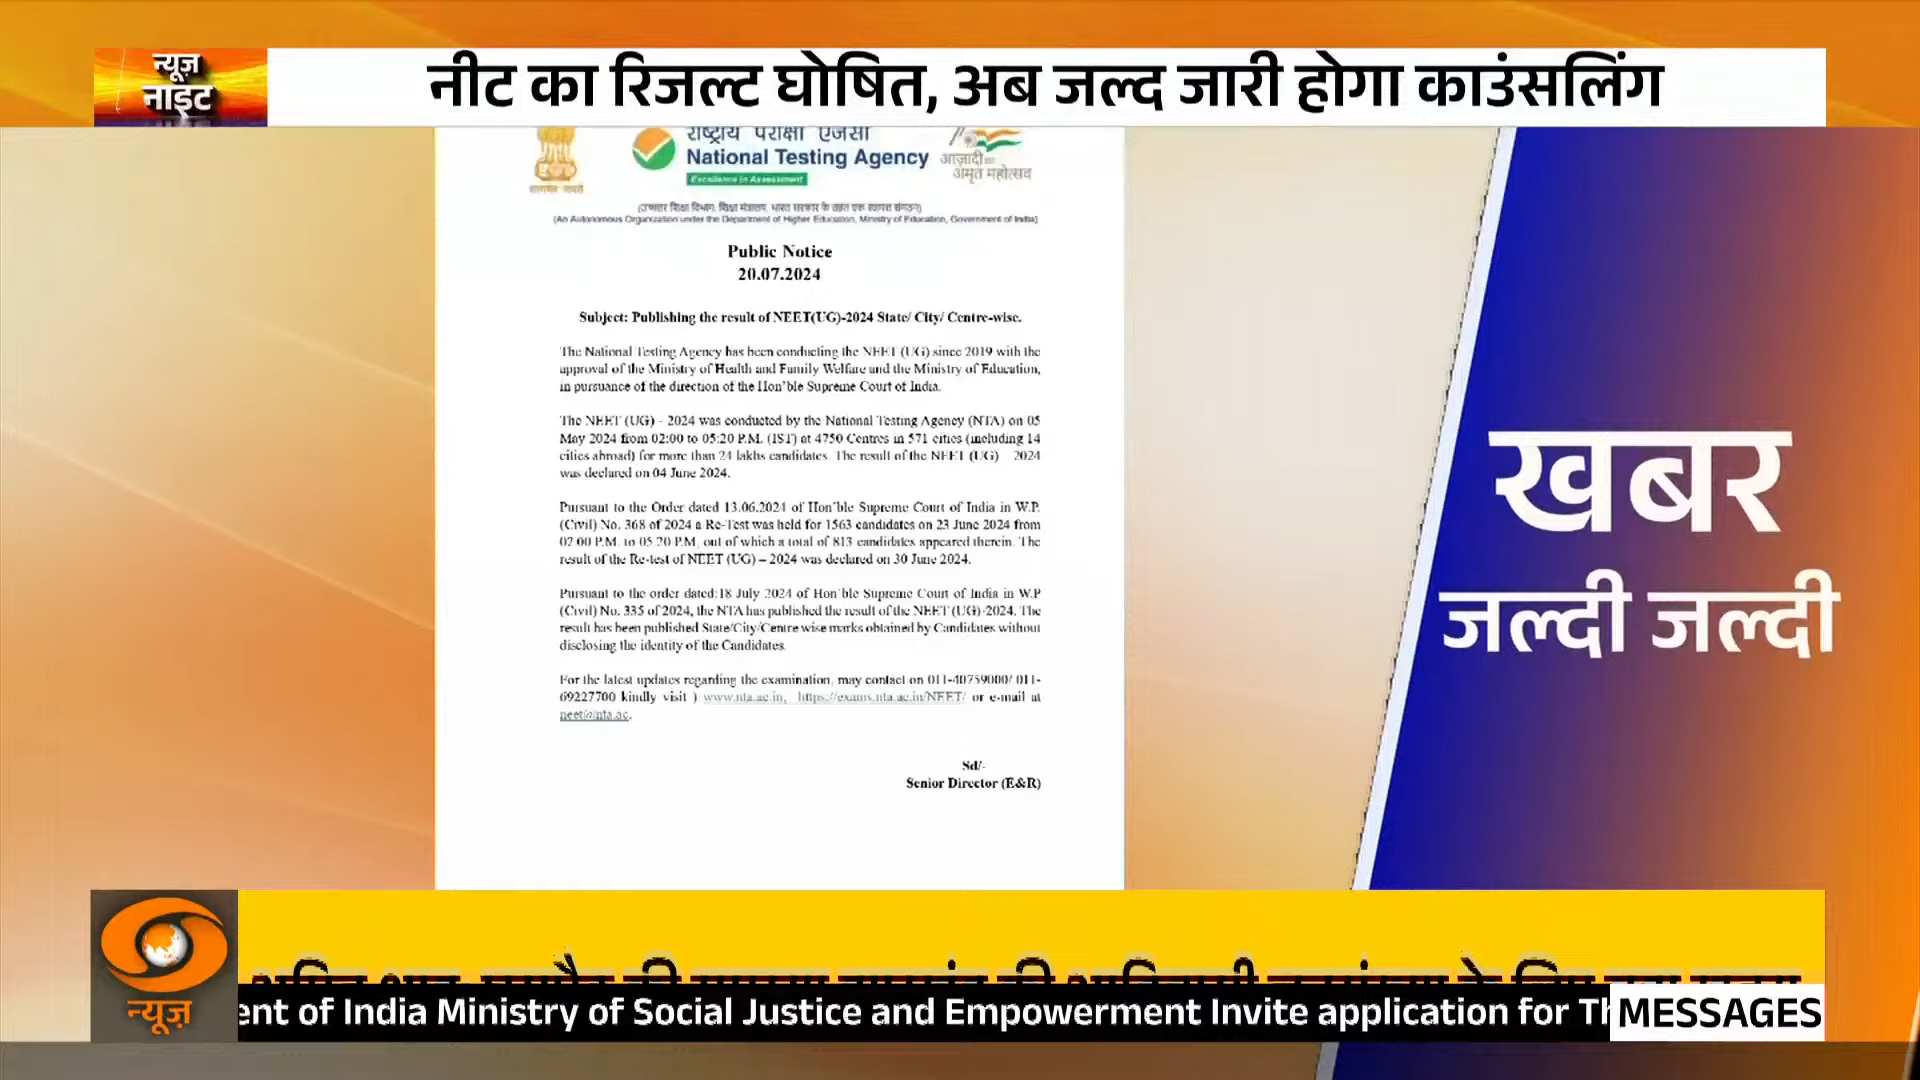 न्यूज़
नाइट
नीट का रिजल्ट घोषित, अब जल्द जारी होगा काउंसलिंग
राष्ट्रीय परीक्षा एजेंसी
National Testing Agency
Excellence in Assessment
आज़ादी का
अमृत महोत्सव
सत्यमेव जयते
(उच्चतर शिक्षा विभाग, शिक्षा मंत्रालय, भारत सरकार के तहत एक स्वायत्त संगठन)
(An Autonomous Organization under the Department of Higher Education, Ministry of Education, Government of India)
Public Notice
20.07.2024
Subject: Publishing the result of NEET(UG)-2024 State/ City/ Centre-wise.
The National Testing Agency has been conducting the NEET (UG) since 2019 with the
approval of the Ministry of Health and Family Welfare and the Ministry of Education,
in pursuance of the direction of the Hon'ble Supreme Court of India.
The NEET (UG) - 2024 was conducted by the National Testing Agency (NTA) on 05
May 2024 from 02:00 to 05:20 P.M. (IST) at 4750 Centres in 571 cities (including 14
cities abroad) for more than 24 lakhs candidates. The result of the NEET (UG) – 2024
was declared on 04 June 2024.
Pursuant to the Order dated 13.06.2024 of Hon'ble Supreme Court of India in W.P.
(Civil) No. 368 of 2024 a Re-Test was held for 1563 candidates on 23 June 2024 from
02:00 P.M. to 05:20 P.M. out of which a total of 813 candidates appeared therein. The
result of the Re-test of NEET (UG) – 2024 was declared on 30 June 2024.
Pursuant to the order dated:18 July 2024 of Hon'ble Supreme Court of India in W.P
(Civil) No. 335 of 2024, the NTA has published the result of the NEET (UG)-2024. The
result has been published State/City/Centre wise marks obtained by Candidates without
disclosing the identity of the Candidates.
For the latest updates regarding the examination, may contact on 011-40759000/ 011-
69227700 kindly visit ) www.nta.ac.in, https://exams.nta.ac.in/NEET/ or e-mail at
neet@nta.ac.
Sd/-
Senior Director (E&R)
खबर
जल्दी जल्दी
न्यूज़
ent of India Ministry of Social Justice and Empowerment Invite application for Th
MESSAGES